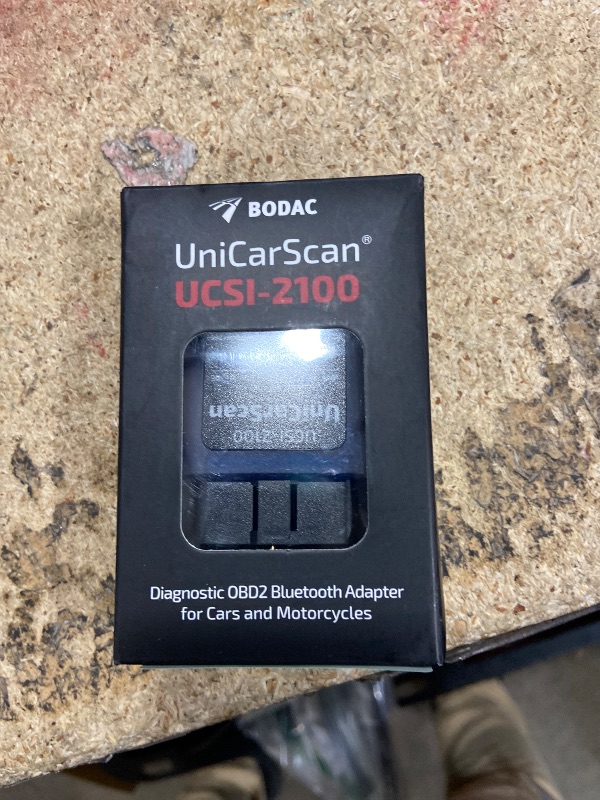 BODAC
UniCarScan®
UCSI-2100
UniCarScan
UCSI-2100
Diagnostic OBD2 Bluetooth Adapter
for Cars and Motorcycles